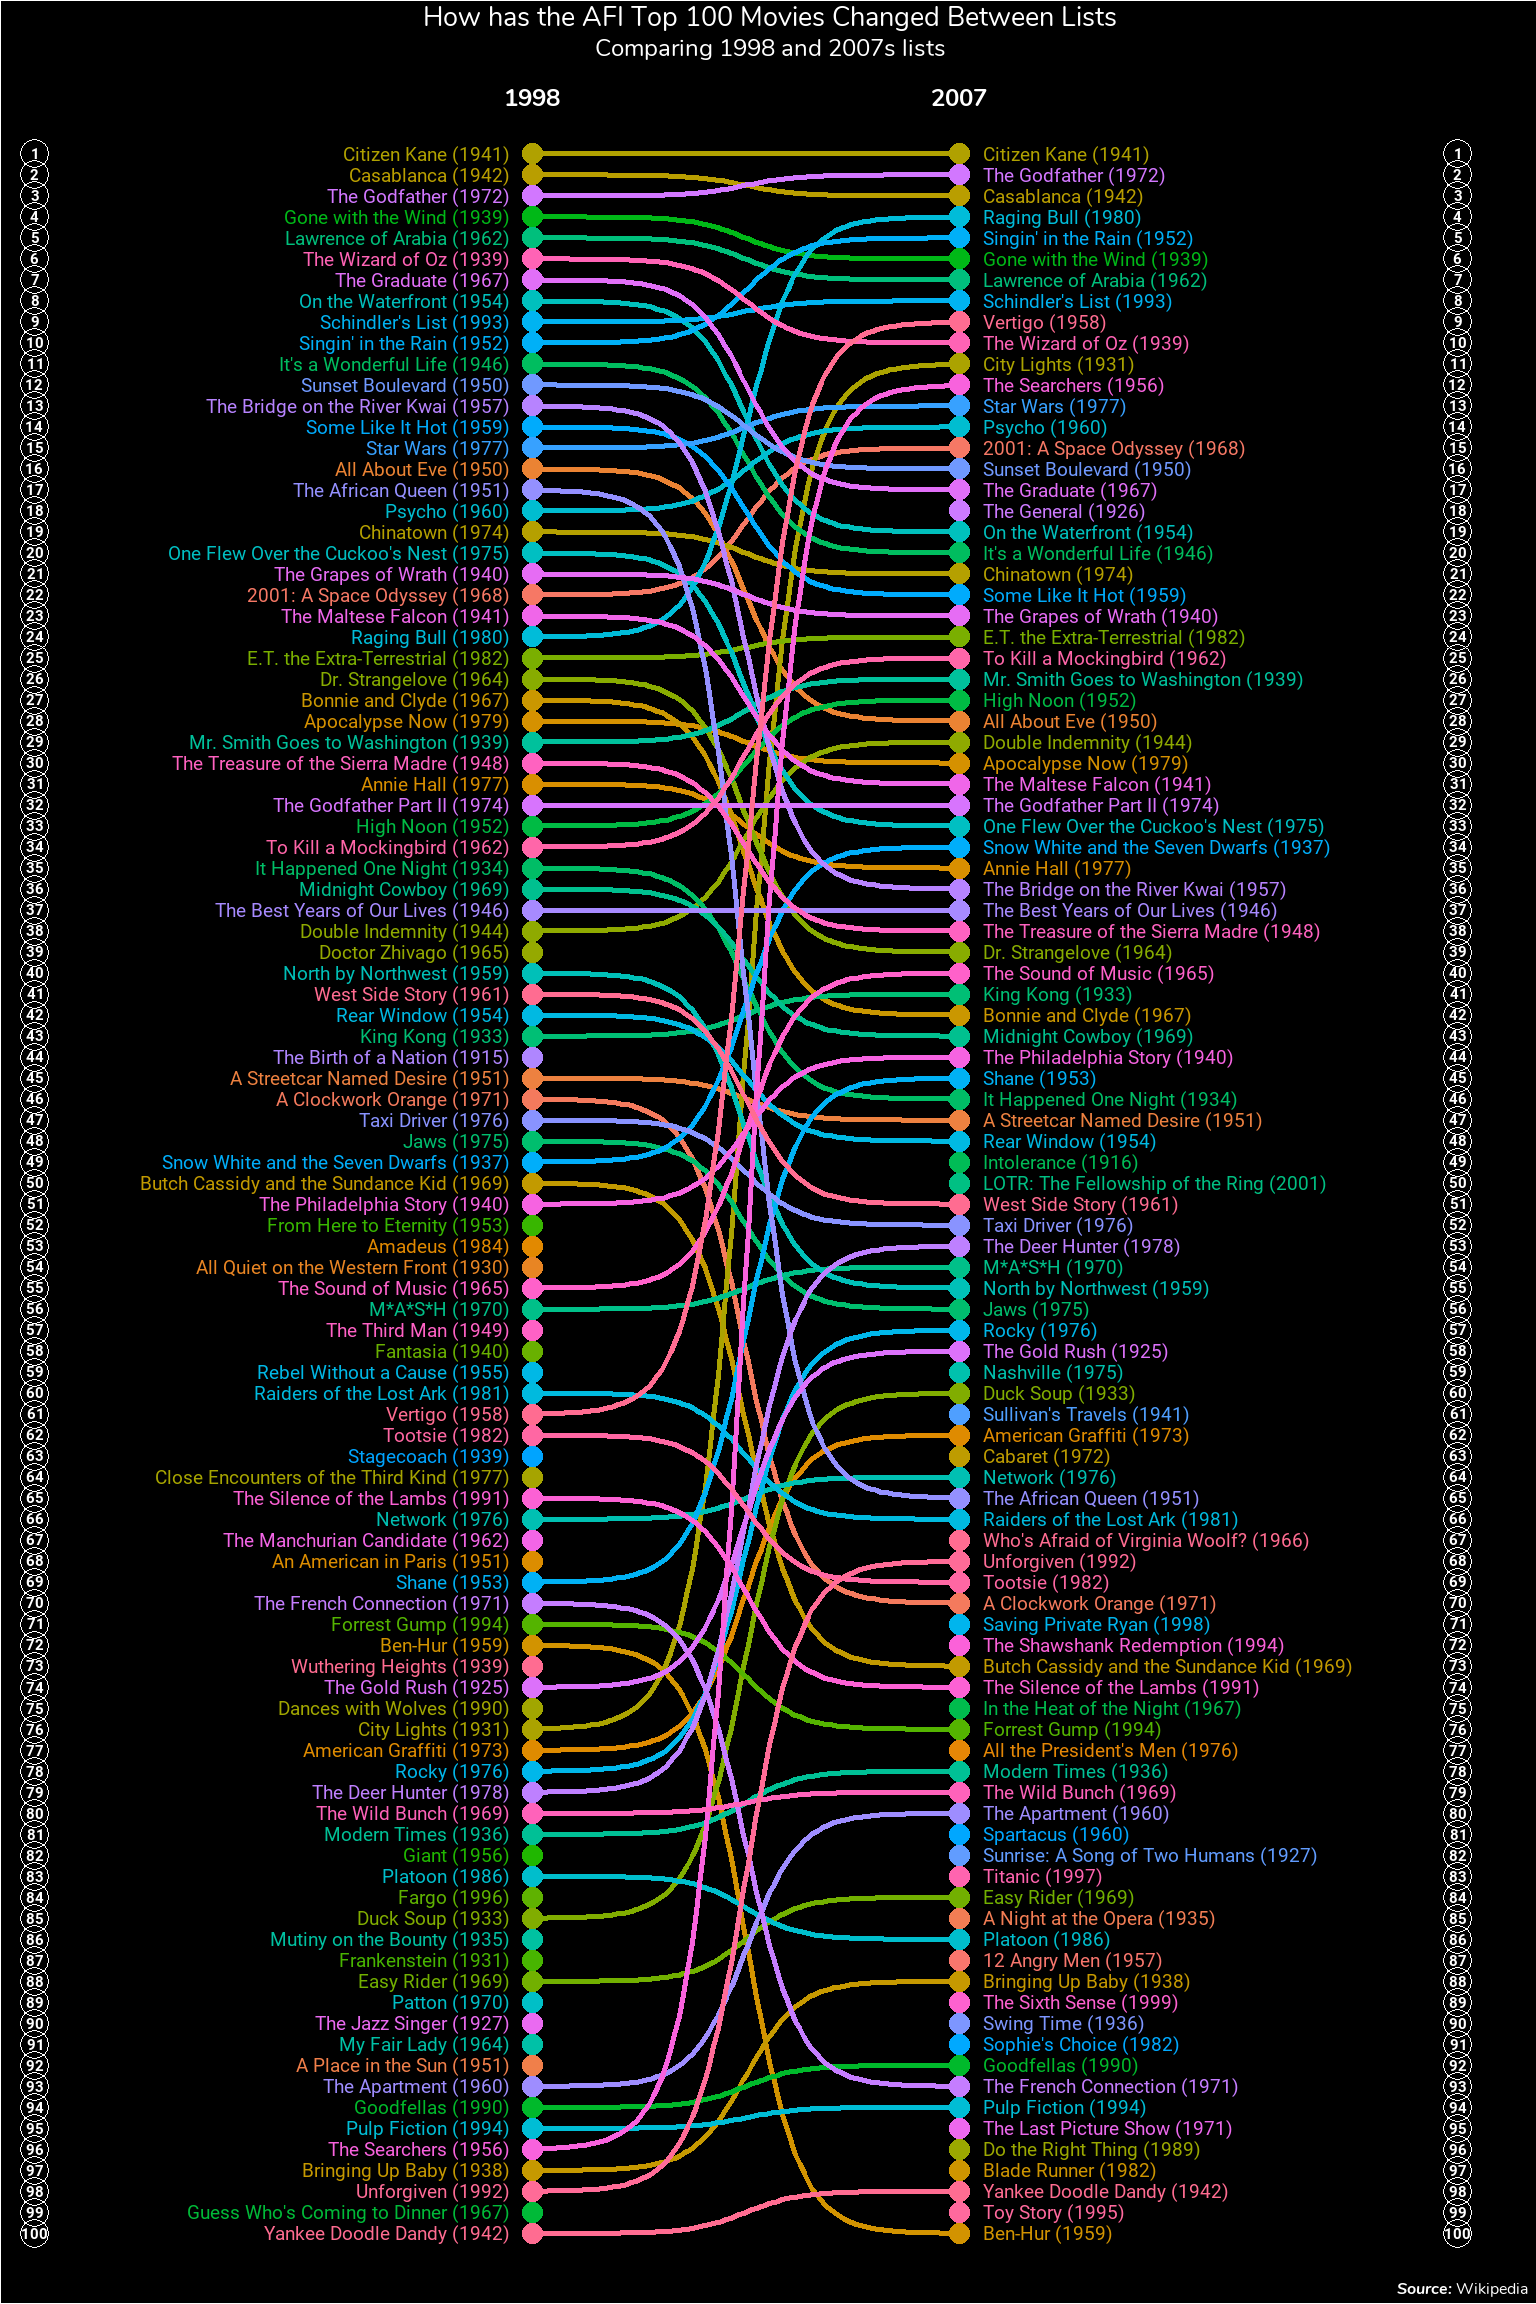 How has the AFI Top 100 Movies Changed Between Lists
Comparing 1998 and 2007s lists
1998 2007
1 Citizen Kane (1941) Citizen Kane (1941) 1
2 Casablanca (1942) The Godfather (1972) 2
3 The Godfather (1972) Casablanca (1942) 3
4 Gone with the Wind (1939) Raging Bull (1980) 4
5 Lawrence of Arabia (1962) Singin' in the Rain (1952) 5
6 The Wizard of Oz (1939) Gone with the Wind (1939) 6
7 The Graduate (1967) Lawrence of Arabia (1962) 7
8 On the Waterfront (1954) Schindler's List (1993) 8
9 Schindler's List (1993) Vertigo (1958) 9
10 Singin' in the Rain (1952) The Wizard of Oz (1939) 10
11 It's a Wonderful Life (1946) City Lights (1931) 11
12 Sunset Boulevard (1950) The Searchers (1956) 12
13 The Bridge on the River Kwai (1957) Star Wars (1977) 13
14 Some Like It Hot (1959) Psycho (1960) 14
15 Star Wars (1977) 2001: A Space Odyssey (1968) 15
16 All About Eve (1950) Sunset Boulevard (1950) 16
17 The African Queen (1951) The Graduate (1967) 17
18 Psycho (1960) The General (1926) 18
19 Chinatown (1974) On the Waterfront (1954) 19
20 One Flew Over the Cuckoo's Nest (1975) It's a Wonderful Life (1946) 20
21 The Grapes of Wrath (1940) Chinatown (1974) 21
22 2001: A Space Odyssey (1968) Some Like It Hot (1959) 22
23 The Maltese Falcon (1941) The Grapes of Wrath (1940) 23
24 Raging Bull (1980) E.T. the Extra-Terrestrial (1982) 24
25 E.T. the Extra-Terrestrial (1982) To Kill a Mockingbird (1962) 25
26 Dr. Strangelove (1964) Mr. Smith Goes to Washington (1939) 26
27 Bonnie and Clyde (1967) High Noon (1952) 27
28 Apocalypse Now (1979) All About Eve (1950) 28
29 Mr. Smith Goes to Washington (1939) Double Indemnity (1944) 29
30 The Treasure of the Sierra Madre (1948) Apocalypse Now (1979) 30
31 Annie Hall (1977) The Maltese Falcon (1941) 31
32 The Godfather Part II (1974) The Godfather Part II (1974) 32
33 High Noon (1952) One Flew Over the Cuckoo's Nest (1975) 33
34 To Kill a Mockingbird (1962) Snow White and the Seven Dwarfs (1937) 34
35 It Happened One Night (1934) Annie Hall (1977) 35
36 Midnight Cowboy (1969) The Bridge on the River Kwai (1957) 36
37 The Best Years of Our Lives (1946) The Best Years of Our Lives (1946) 37
38 Double Indemnity (1944) The Treasure of the Sierra Madre (1948) 38
39 Doctor Zhivago (1965) Dr. Strangelove (1964) 39
40 North by Northwest (1959) The Sound of Music (1965) 40
41 West Side Story (1961) King Kong (1933) 41
42 Rear Window (1954) Bonnie and Clyde (1967) 42
43 King Kong (1933) Midnight Cowboy (1969) 43
44 The Birth of a Nation (1915) The Philadelphia Story (1940) 44
45 A Streetcar Named Desire (1951) Shane (1953) 45
46 A Clockwork Orange (1971) It Happened One Night (1934) 46
47 Taxi Driver (1976) A Streetcar Named Desire (1951) 47
48 Jaws (1975) Rear Window (1954) 48
49 Snow White and the Seven Dwarfs (1937) Intolerance (1916) 49
50 Butch Cassidy and the Sundance Kid (1969) LOTR: The Fellowship of the Ring (2001) 50
51 The Philadelphia Story (1940) West Side Story (1961) 51
52 From Here to Eternity (1953) Taxi Driver (1976) 52
53 Amadeus (1984) The Deer Hunter (1978) 53
54 All Quiet on the Western Front (1930) M*A*S*H (1970) 54
55 The Sound of Music (1965) North by Northwest (1959) 55
56 M*A*S*H (1970) Jaws (1975) 56
57 The Third Man (1949) Rocky (1976) 57
58 Fantasia (1940) The Gold Rush (1925) 58
59 Rebel Without a Cause (1955) Nashville (1975) 59
60 Raiders of the Lost Ark (1981) Duck Soup (1933) 60
61 Vertigo (1958) Sullivan's Travels (1941) 61
62 Tootsie (1982) American Graffiti (1973) 62
63 Stagecoach (1939) Cabaret (1972) 63
64 Close Encounters of the Third Kind (1977) Network (1976) 64
65 The Silence of the Lambs (1991) The African Queen (1951) 65
66 Network (1976) Raiders of the Lost Ark (1981) 66
67 The Manchurian Candidate (1962) Who's Afraid of Virginia Woolf? (1966) 67
68 An American in Paris (1951) Unforgiven (1992) 68
69 Shane (1953) Tootsie (1982) 69
70 The French Connection (1971) A Clockwork Orange (1971) 70
71 Forrest Gump (1994) Saving Private Ryan (1998) 71
72 Ben-Hur (1959) The Shawshank Redemption (1994) 72
73 Wuthering Heights (1939) Butch Cassidy and the Sundance Kid (1969) 73
74 The Gold Rush (1925) The Silence of the Lambs (1991) 74
75 Dances with Wolves (1990) In the Heat of the Night (1967) 75
76 City Lights (1931) Forrest Gump (1994) 76
77 American Graffiti (1973) All the President's Men (1976) 77
78 Rocky (1976) Modern Times (1936) 78
79 The Deer Hunter (1978) The Wild Bunch (1969) 79
80 The Wild Bunch (1969) The Apartment (1960) 80
81 Modern Times (1936) Spartacus (1960) 81
82 Giant (1956) Sunrise: A Song of Two Humans (1927) 82
83 Platoon (1986) Titanic (1997) 83
84 Fargo (1996) Easy Rider (1969) 84
85 Duck Soup (1933) A Night at the Opera (1935) 85
86 Mutiny on the Bounty (1935) Platoon (1986) 86
87 Frankenstein (1931) 12 Angry Men (1957) 87
88 Easy Rider (1969) Bringing Up Baby (1938) 88
89 Patton (1970) The Sixth Sense (1999) 89
90 The Jazz Singer (1927) Swing Time (1936) 90
91 My Fair Lady (1964) Sophie's Choice (1982) 91
92 A Place in the Sun (1951) Goodfellas (1990) 92
93 The Apartment (1960) The French Connection (1971) 93
94 Goodfellas (1990) Pulp Fiction (1994) 94
95 Pulp Fiction (1994) The Last Picture Show (1971) 95
96 The Searchers (1956) Do the Right Thing (1989) 96
97 Bringing Up Baby (1938) Blade Runner (1982) 97
98 Unforgiven (1992) Yankee Doodle Dandy (1942) 98
99 Guess Who's Coming to Dinner (1967) Toy Story (1995) 99
100 Yankee Doodle Dandy (1942) Ben-Hur (1959) 100
Source: Wikipedia